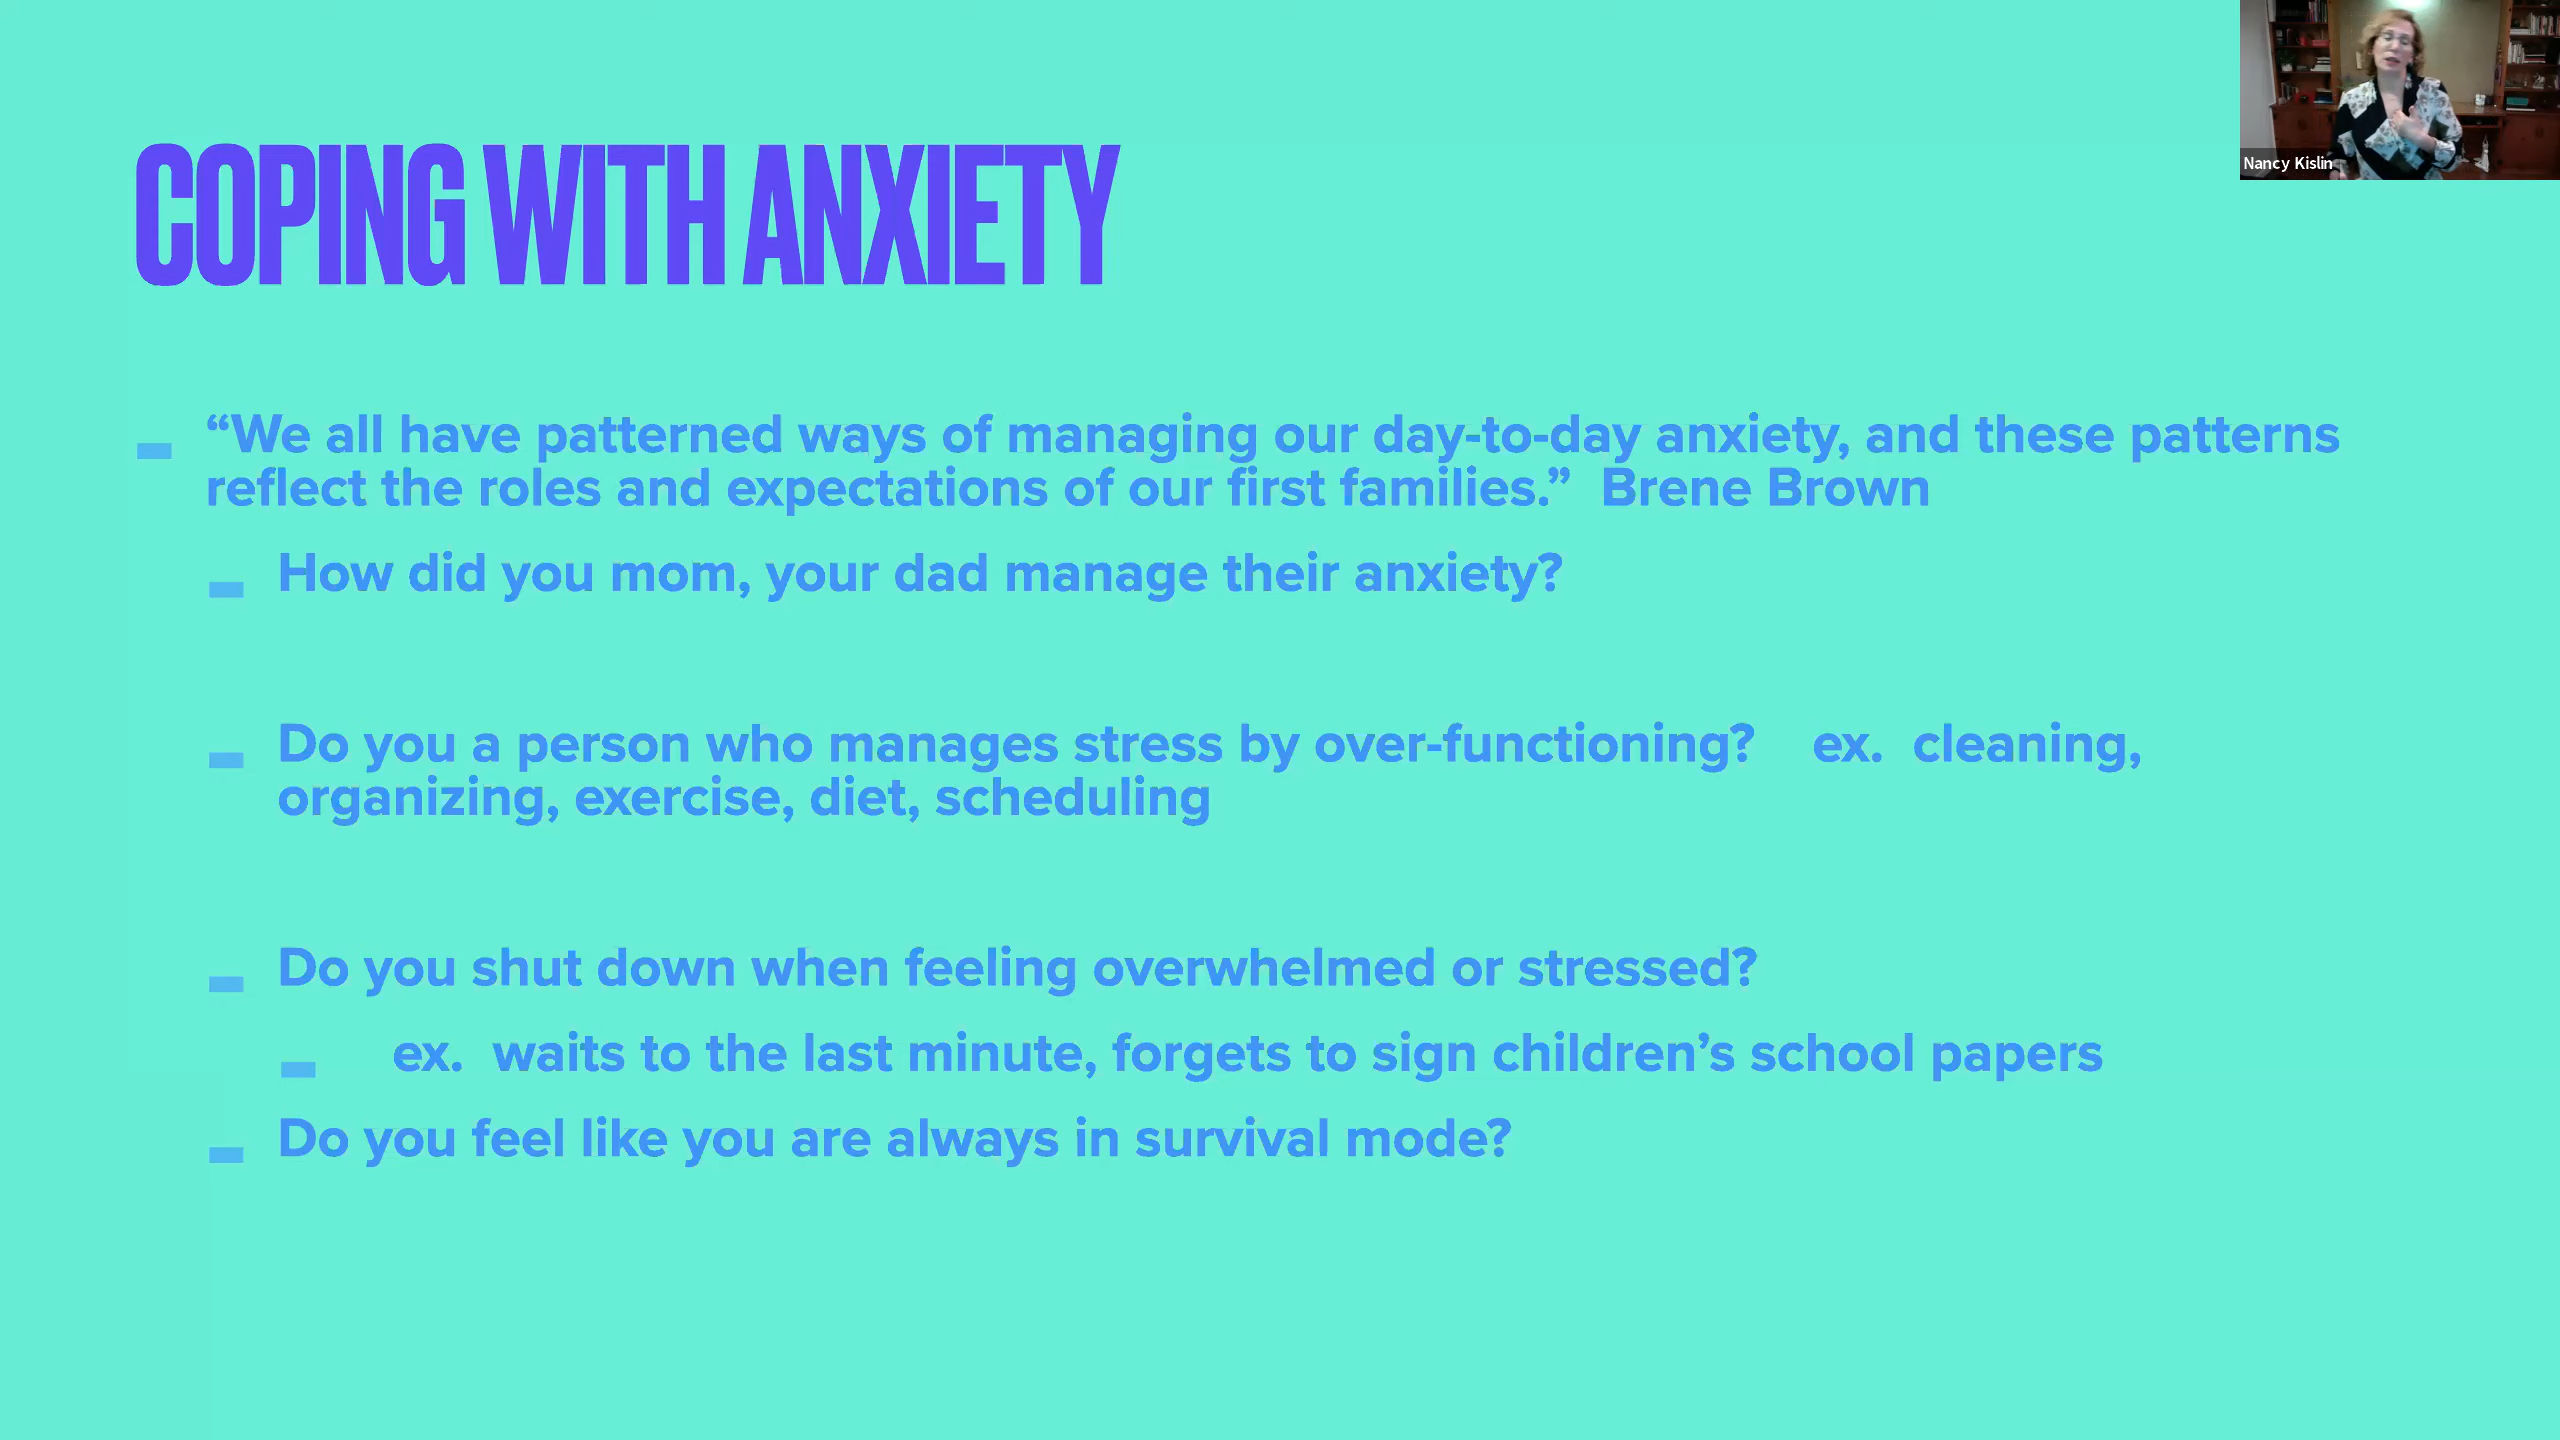 Nancy Kislin
COPING WITH ANXIETY
“We all have patterned ways of managing our day-to-day anxiety, and these patterns
reflect the roles and expectations of our first families.”  Brene Brown
How did you mom, your dad manage their anxiety?
Do you a person who manages stress by over-functioning?    ex.  cleaning,
organizing, exercise, diet, scheduling
Do you shut down when feeling overwhelmed or stressed?
ex.  waits to the last minute, forgets to sign children’s school papers
Do you feel like you are always in survival mode?